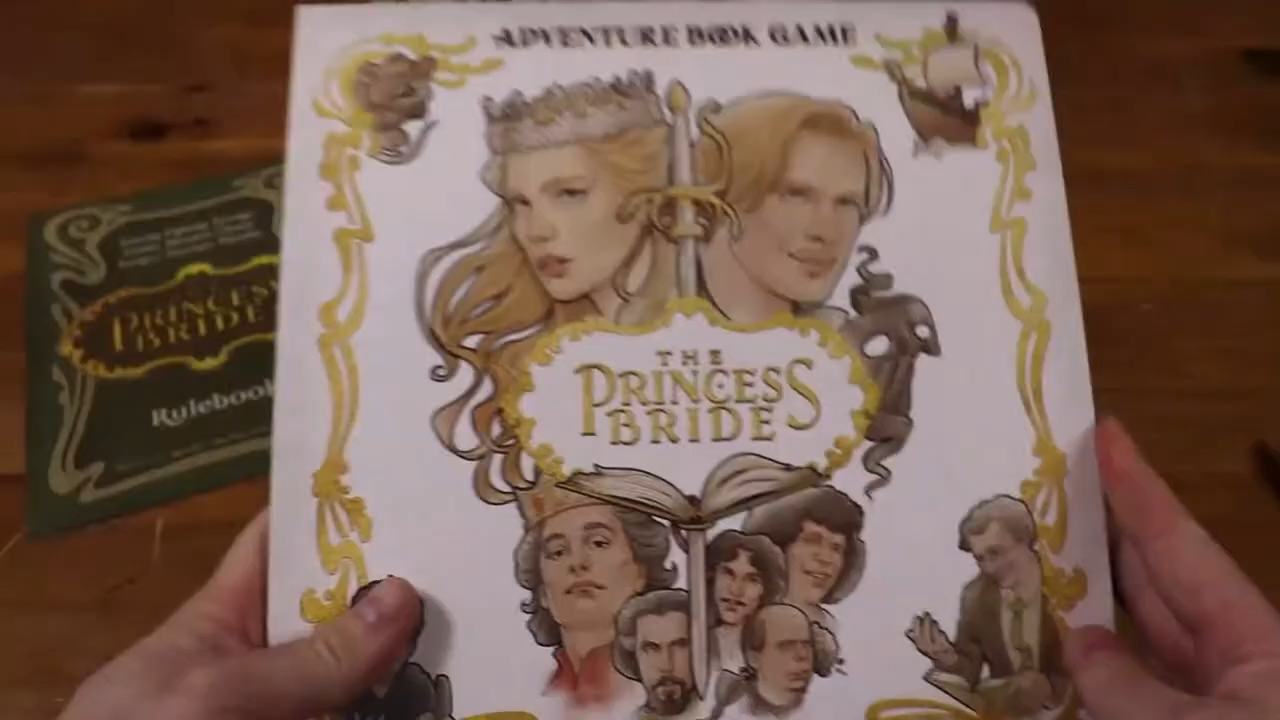 ADVENTURE BOOK GAME
THE
PRINCESS
BRIDE
PRINCESS
BRIDE
Rulebook